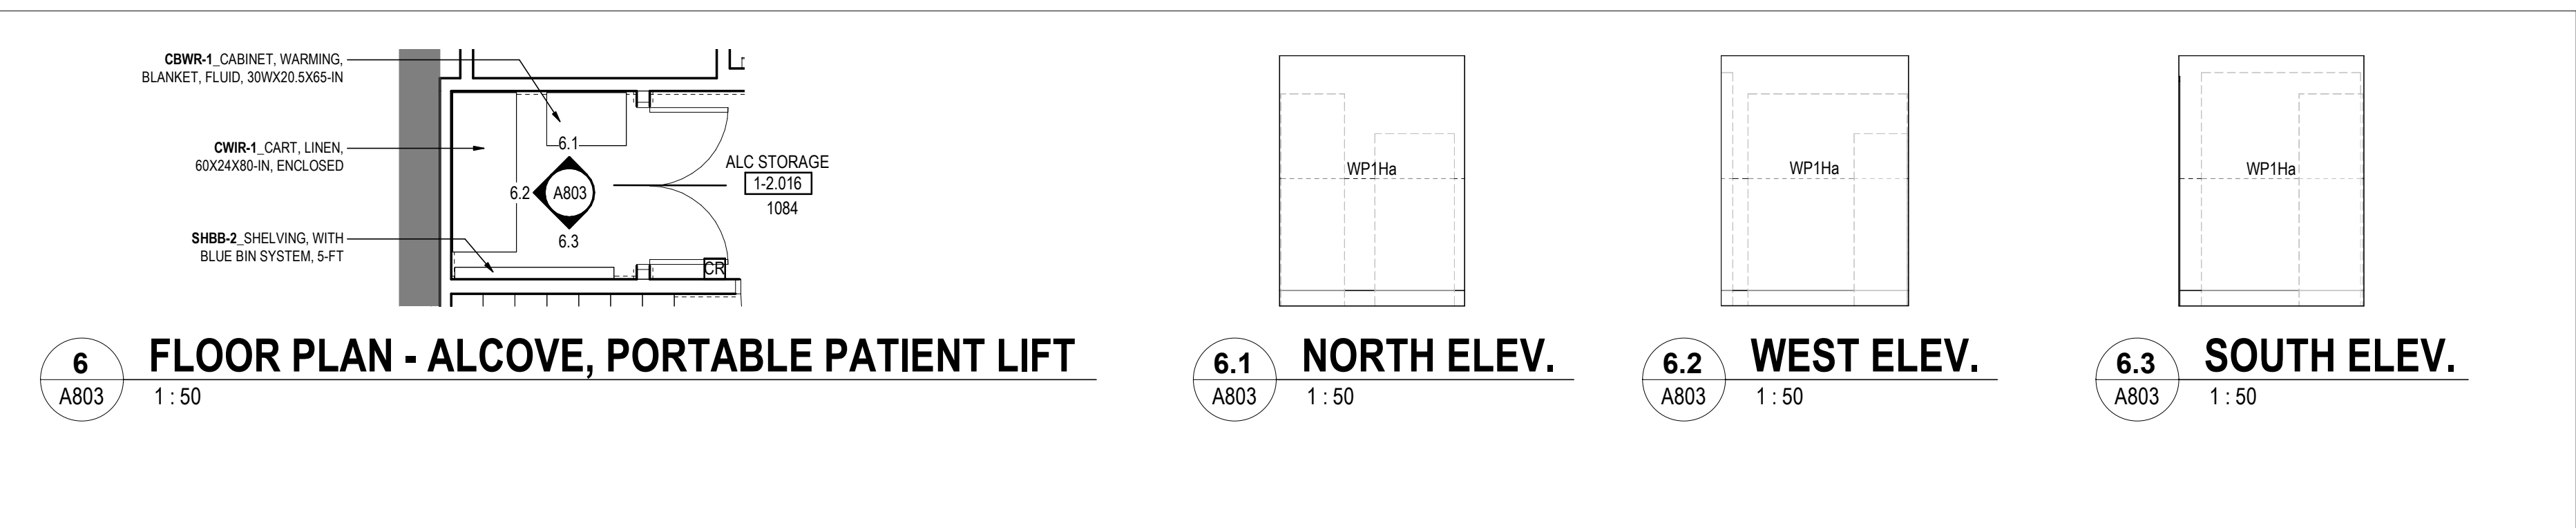 CBWR-1_CABINET, WARMING,
BLANKET, FLUID, 30WX20.5X65-IN
CWIR-1_CART, LINEN,
60X24X80-IN, ENCLOSED
SHBB-2_SHELVING, WITH
BLUE BIN SYSTEM, 5-FT
6.1
6.2
A803
6.3
ALC STORAGE
1-2.016
1084
CR
6
A803
FLOOR PLAN - ALCOVE, PORTABLE PATIENT LIFT
1 : 50
WP1Ha
6.1
A803
NORTH ELEV.
1 : 50
WP1Ha
6.2
A803
WEST ELEV.
1 : 50
WP1Ha
6.3
A803
SOUTH ELEV.
1 : 50